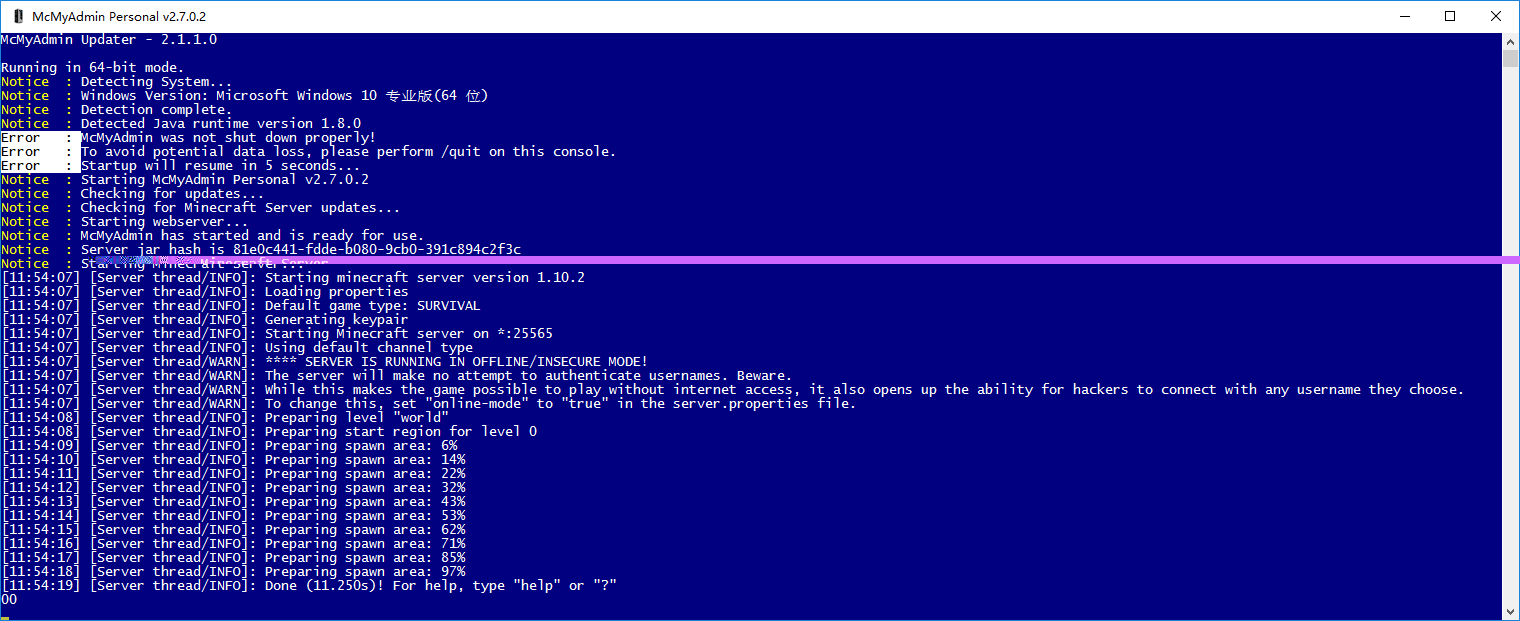 McMyAdmin Personal v2.7.0.2
McMyAdmin Updater - 2.1.1.0
Running in 64-bit mode.
Notice : Detecting System...
Notice : Windows Version: Microsoft Windows 10 专业版(64 位)
Notice : Detection complete.
Notice : Detected Java runtime version 1.8.0
Error : McMyAdmin was not shut down properly!
Error : To avoid potential data loss, please perform /quit on this console.
Error : Startup will resume in 5 seconds...
Notice : Starting McMyAdmin Personal v2.7.0.2
Notice : Checking for updates...
Notice : Checking for Minecraft Server updates...
Notice : Starting webserver...
Notice : McMyAdmin has started and is ready for use.
Notice : Server jar hash is 81e0c441-fdde-b080-9cb0-391c894c2f3c
Notice : Starting Minecraft Server...
[11:54:07] [Server thread/INFO]: Starting minecraft server version 1.10.2
[11:54:07] [Server thread/INFO]: Loading properties
[11:54:07] [Server thread/INFO]: Default game type: SURVIVAL
[11:54:07] [Server thread/INFO]: Generating keypair
[11:54:07] [Server thread/INFO]: Starting Minecraft server on *:25565
[11:54:07] [Server thread/INFO]: Using default channel type
[11:54:07] [Server thread/WARN]: **** SERVER IS RUNNING IN OFFLINE/INSECURE MODE!
[11:54:07] [Server thread/WARN]: The server will make no attempt to authenticate usernames. Beware.
[11:54:07] [Server thread/WARN]: While this makes the game possible to play without internet access, it also opens up the ability for hackers to connect with any username they choose.
[11:54:07] [Server thread/WARN]: To change this, set "online-mode" to "true" in the server.properties file.
[11:54:08] [Server thread/INFO]: Preparing level "world"
[11:54:08] [Server thread/INFO]: Preparing start region for level 0
[11:54:09] [Server thread/INFO]: Preparing spawn area: 6%
[11:54:10] [Server thread/INFO]: Preparing spawn area: 14%
[11:54:11] [Server thread/INFO]: Preparing spawn area: 22%
[11:54:12] [Server thread/INFO]: Preparing spawn area: 32%
[11:54:13] [Server thread/INFO]: Preparing spawn area: 43%
[11:54:14] [Server thread/INFO]: Preparing spawn area: 53%
[11:54:15] [Server thread/INFO]: Preparing spawn area: 62%
[11:54:16] [Server thread/INFO]: Preparing spawn area: 71%
[11:54:17] [Server thread/INFO]: Preparing spawn area: 85%
[11:54:18] [Server thread/INFO]: Preparing spawn area: 97%
[11:54:19] [Server thread/INFO]: Done (11.250s)! For help, type "help" or "?"
00